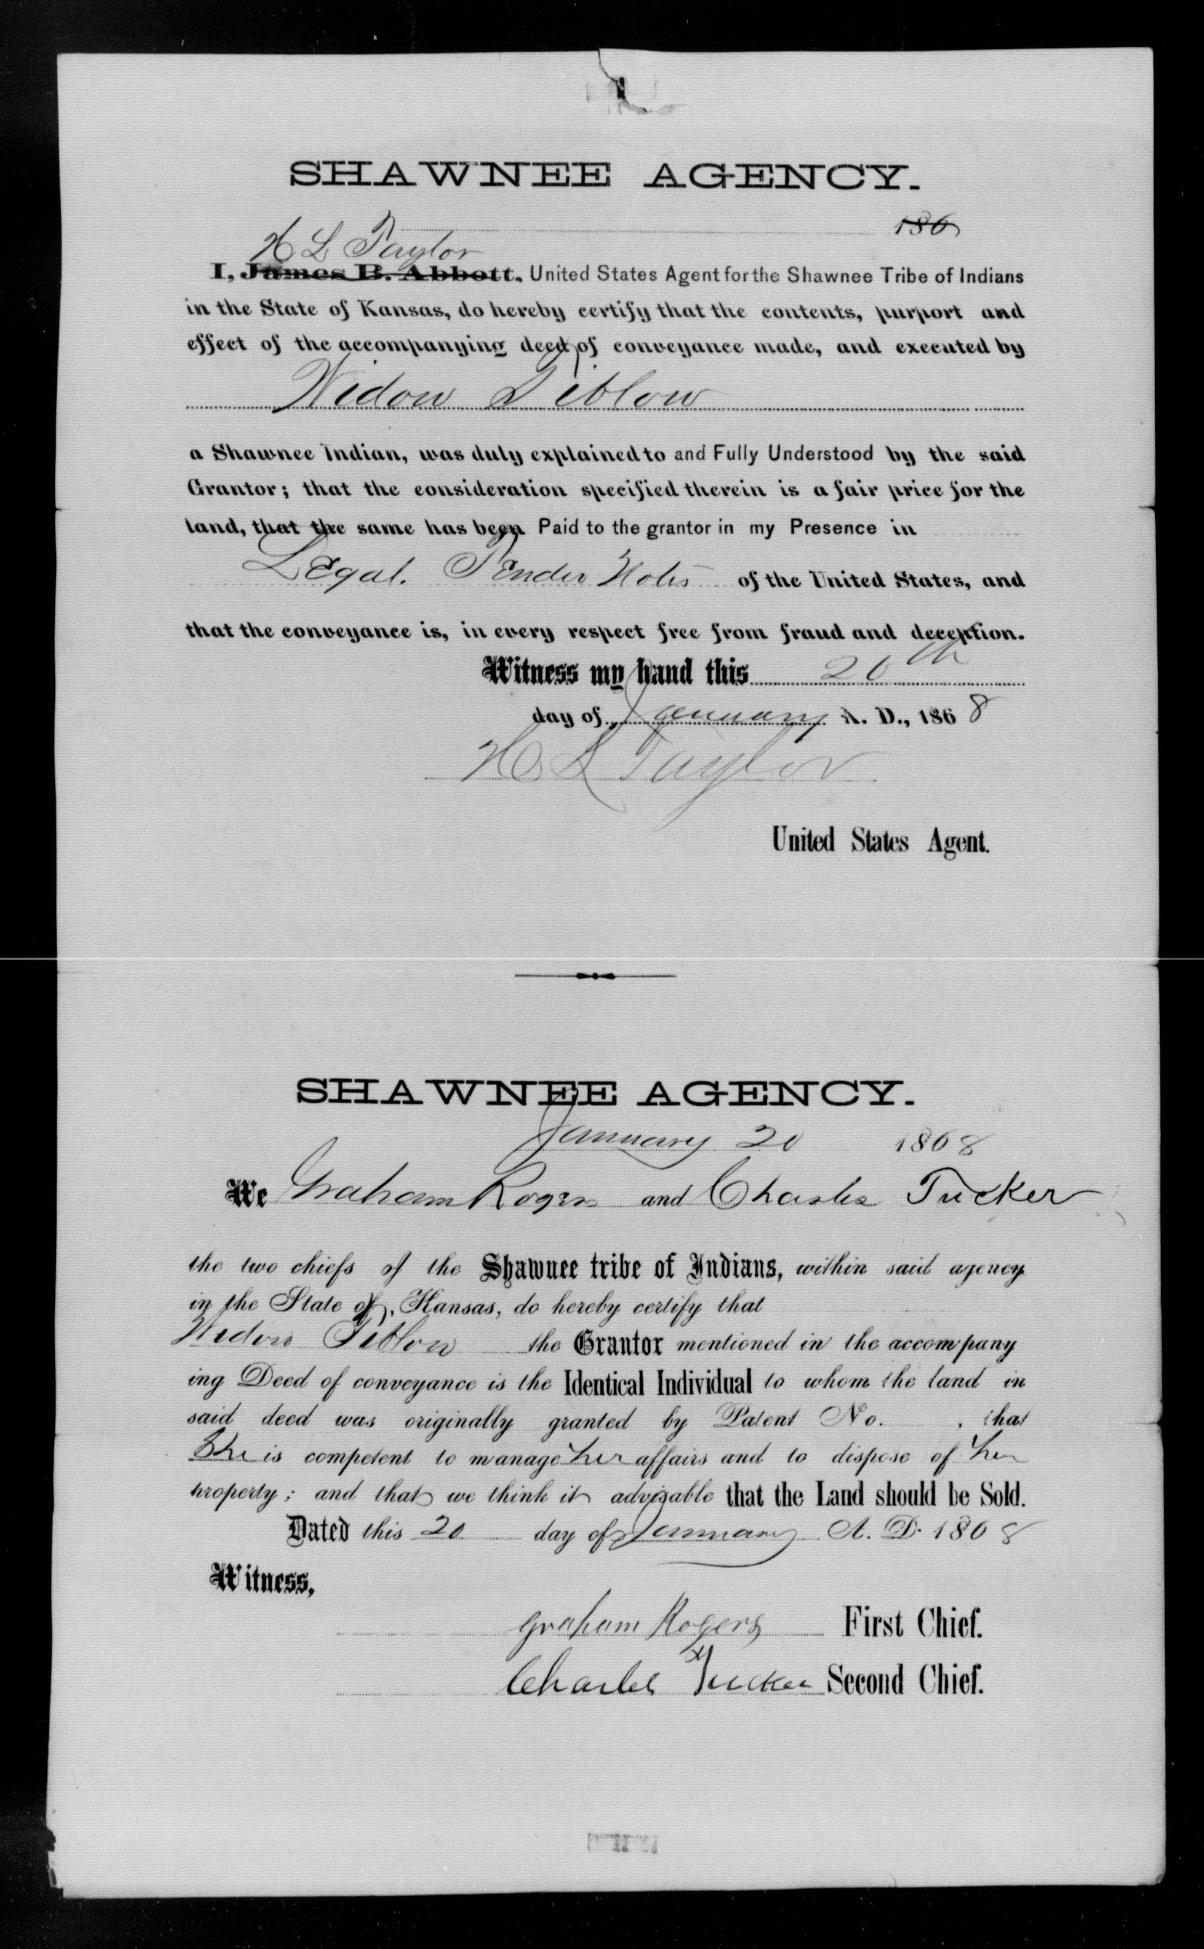 SHAWNEE AGENCY.
186
H L Taylor
I, James B. Abbott, United States Agent for the Shawnee Tribe of Indians
in the State of Kansas, do hereby certify that the contents, purport and
effect of the accompanying deed of conveyance made, and executed by
Widow Tiblow
a Shawnee Indian, was duly explained to and Fully Understood by the said
Grantor; that the consideration specified therein is a fair price for the
land, that the same has been Paid to the grantor in my Presence in
Legal. Tender Notes of the United States, and
that the conveyance is, in every respect free from fraud and deception.
Witness my hand this 20th
day of January A. D., 1868
H L Taylor
United States Agent.
SHAWNEE AGENCY.
January 20 1868
We Graham Rogers and Charles Tucker
the two chiefs of the Shawnee tribe of Indians, within said agency
in the State of, Kansas, do hereby certify that
Widow Tiblow the Grantor mentioned in the accompany
ing Deed of conveyance is the Identical Individual to whom the land in
said deed was originally granted by Patent No. , that
She is competent to manage her affairs and to dispose of her
property; and that we think it advisable that the Land should be Sold.
Dated this 20 day of January A. D. 1868
Witness,
Graham Rogers First Chief.
Charles Tucker Second Chief.